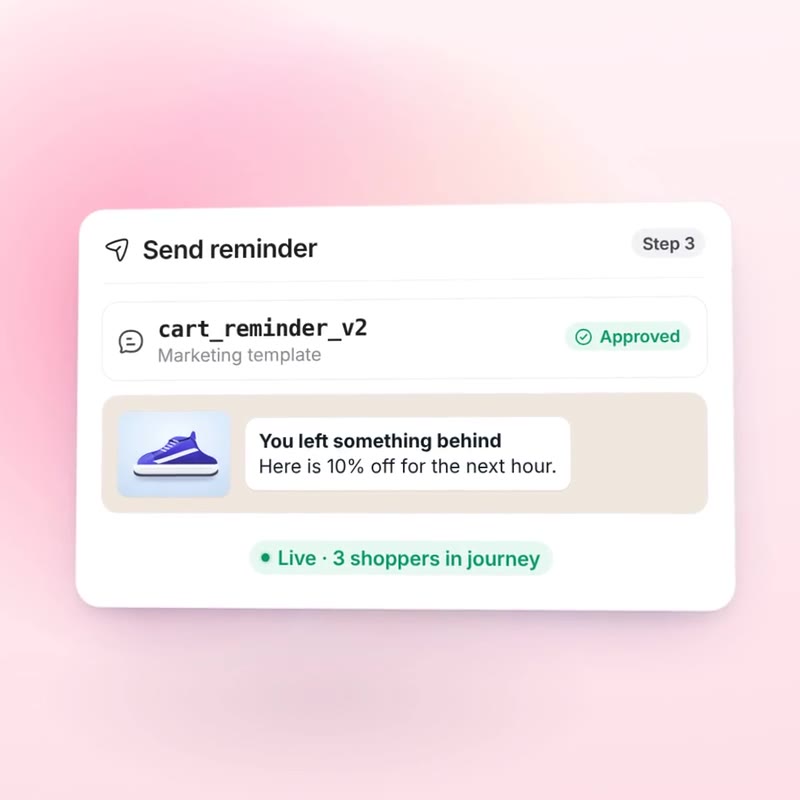 Send reminder
Step 3
cart_reminder_v2
Marketing template
Approved
You left something behind
Here is 10% off for the next hour.
Live · 3 shoppers in journey